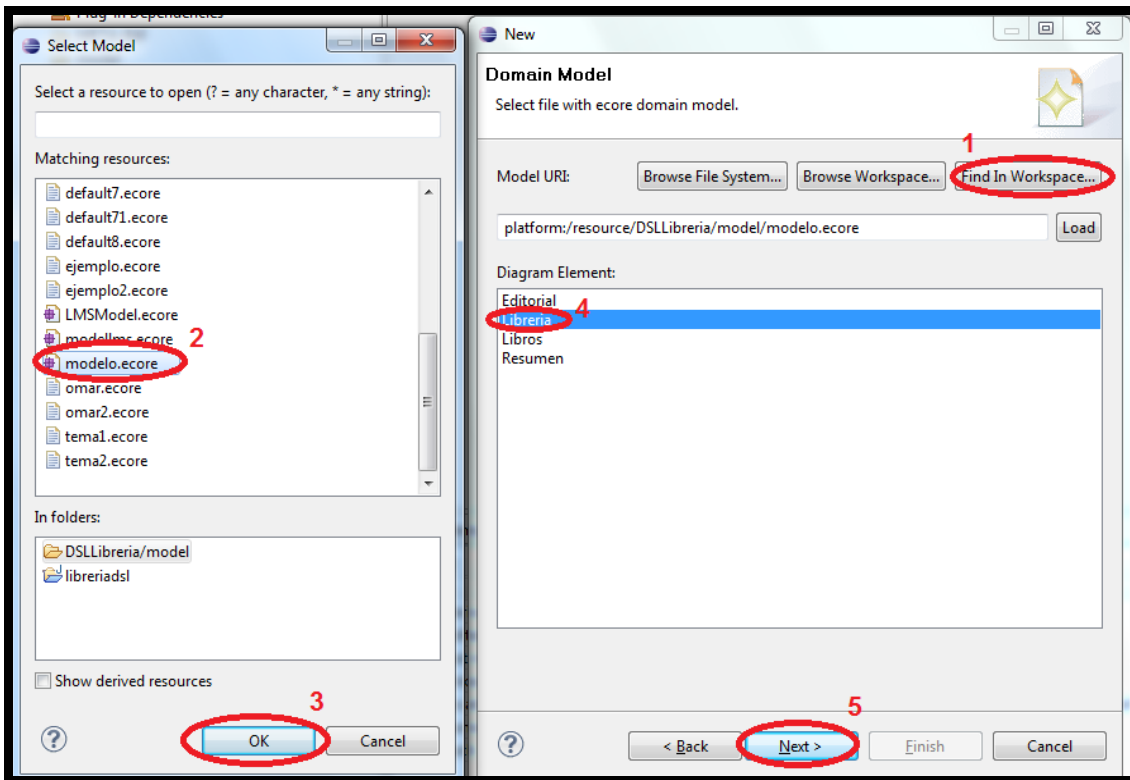 Plug-in Dependencies
Select Model
Select a resource to open (? = any character, * = any string):
Matching resources:
default7.ecore
default71.ecore
default8.ecore
ejemplo.ecore
ejemplo2.ecore
LMSModel.ecore
modellms.ecore
2
modelo.ecore
omar.ecore
omar2.ecore
tema1.ecore
tema2.ecore
In folders:
DSLLibreria/model
libreriadsl
Show derived resources
3
OK Cancel
New
Domain Model
Select file with ecore domain model.
1
Model URI: Browse File System... Browse Workspace... Find In Workspace...
platform:/resource/DSLLibreria/model/modelo.ecore Load
Diagram Element:
Editorial
4
Libreria
Libros
Resumen
5
< Back Next > Finish Cancel